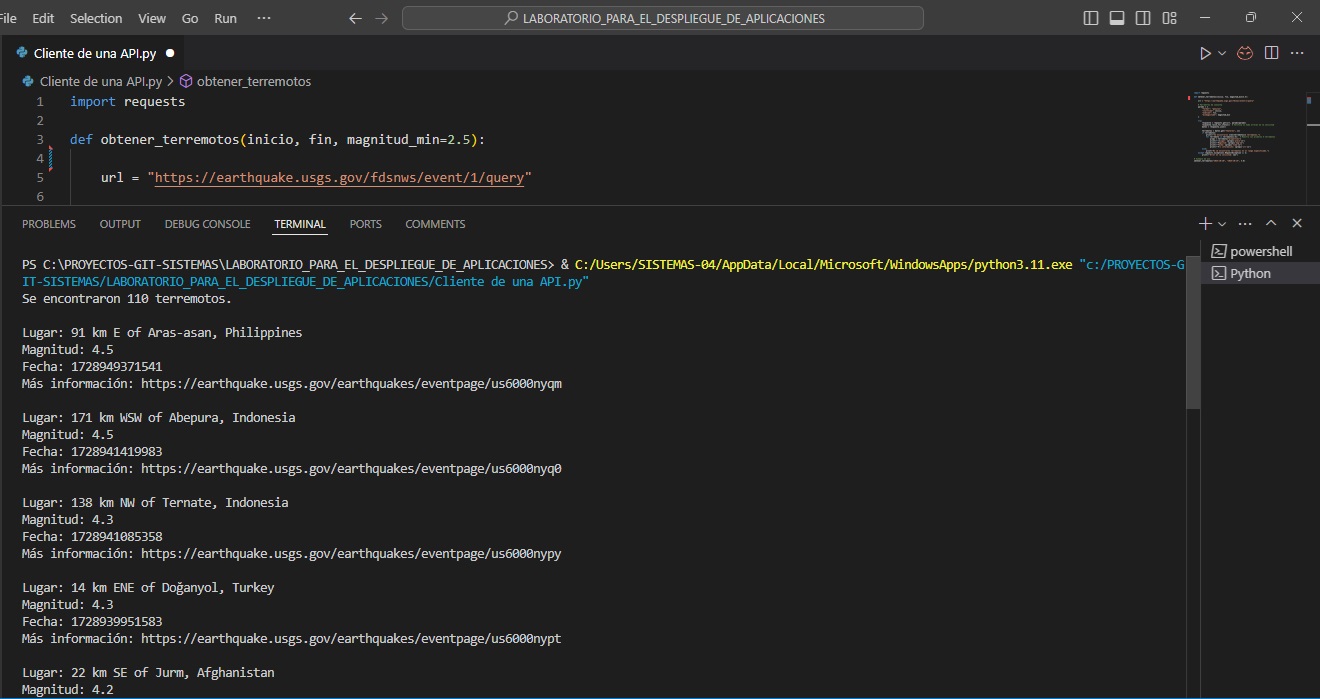 File Edit Selection View Go Run ···
LABORATORIO_PARA_EL_DESPLIEGUE_DE_APLICACIONES
Cliente de una API.py
Cliente de una API.py > obtener_terremotos
1 import requests
2
3 def obtener_terremotos(inicio, fin, magnitud_min=2.5):
4
5 url = "https://earthquake.usgs.gov/fdsnws/event/1/query"
6
PROBLEMS OUTPUT DEBUG CONSOLE TERMINAL PORTS COMMENTS
powershell
Python
PS C:\PROYECTOS-GIT-SISTEMAS\LABORATORIO_PARA_EL_DESPLIEGUE_DE_APLICACIONES> & C:/Users/SISTEMAS-04/AppData/Local/Microsoft/WindowsApps/python3.11.exe "c:/PROYECTOS-G
IT-SISTEMAS/LABORATORIO_PARA_EL_DESPLIEGUE_DE_APLICACIONES/Cliente de una API.py"
Se encontraron 110 terremotos.
Lugar: 91 km E of Aras-asan, Philippines
Magnitud: 4.5
Fecha: 1728949371541
Más información: https://earthquake.usgs.gov/earthquakes/eventpage/us6000nyqm
Lugar: 171 km WSW of Abepura, Indonesia
Magnitud: 4.5
Fecha: 1728941419983
Más información: https://earthquake.usgs.gov/earthquakes/eventpage/us6000nyq0
Lugar: 138 km NW of Ternate, Indonesia
Magnitud: 4.3
Fecha: 1728941085358
Más información: https://earthquake.usgs.gov/earthquakes/eventpage/us6000nypy
Lugar: 14 km ENE of Doğanyol, Turkey
Magnitud: 4.3
Fecha: 1728939951583
Más información: https://earthquake.usgs.gov/earthquakes/eventpage/us6000nypt
Lugar: 22 km SE of Jurm, Afghanistan
Magnitud: 4.2